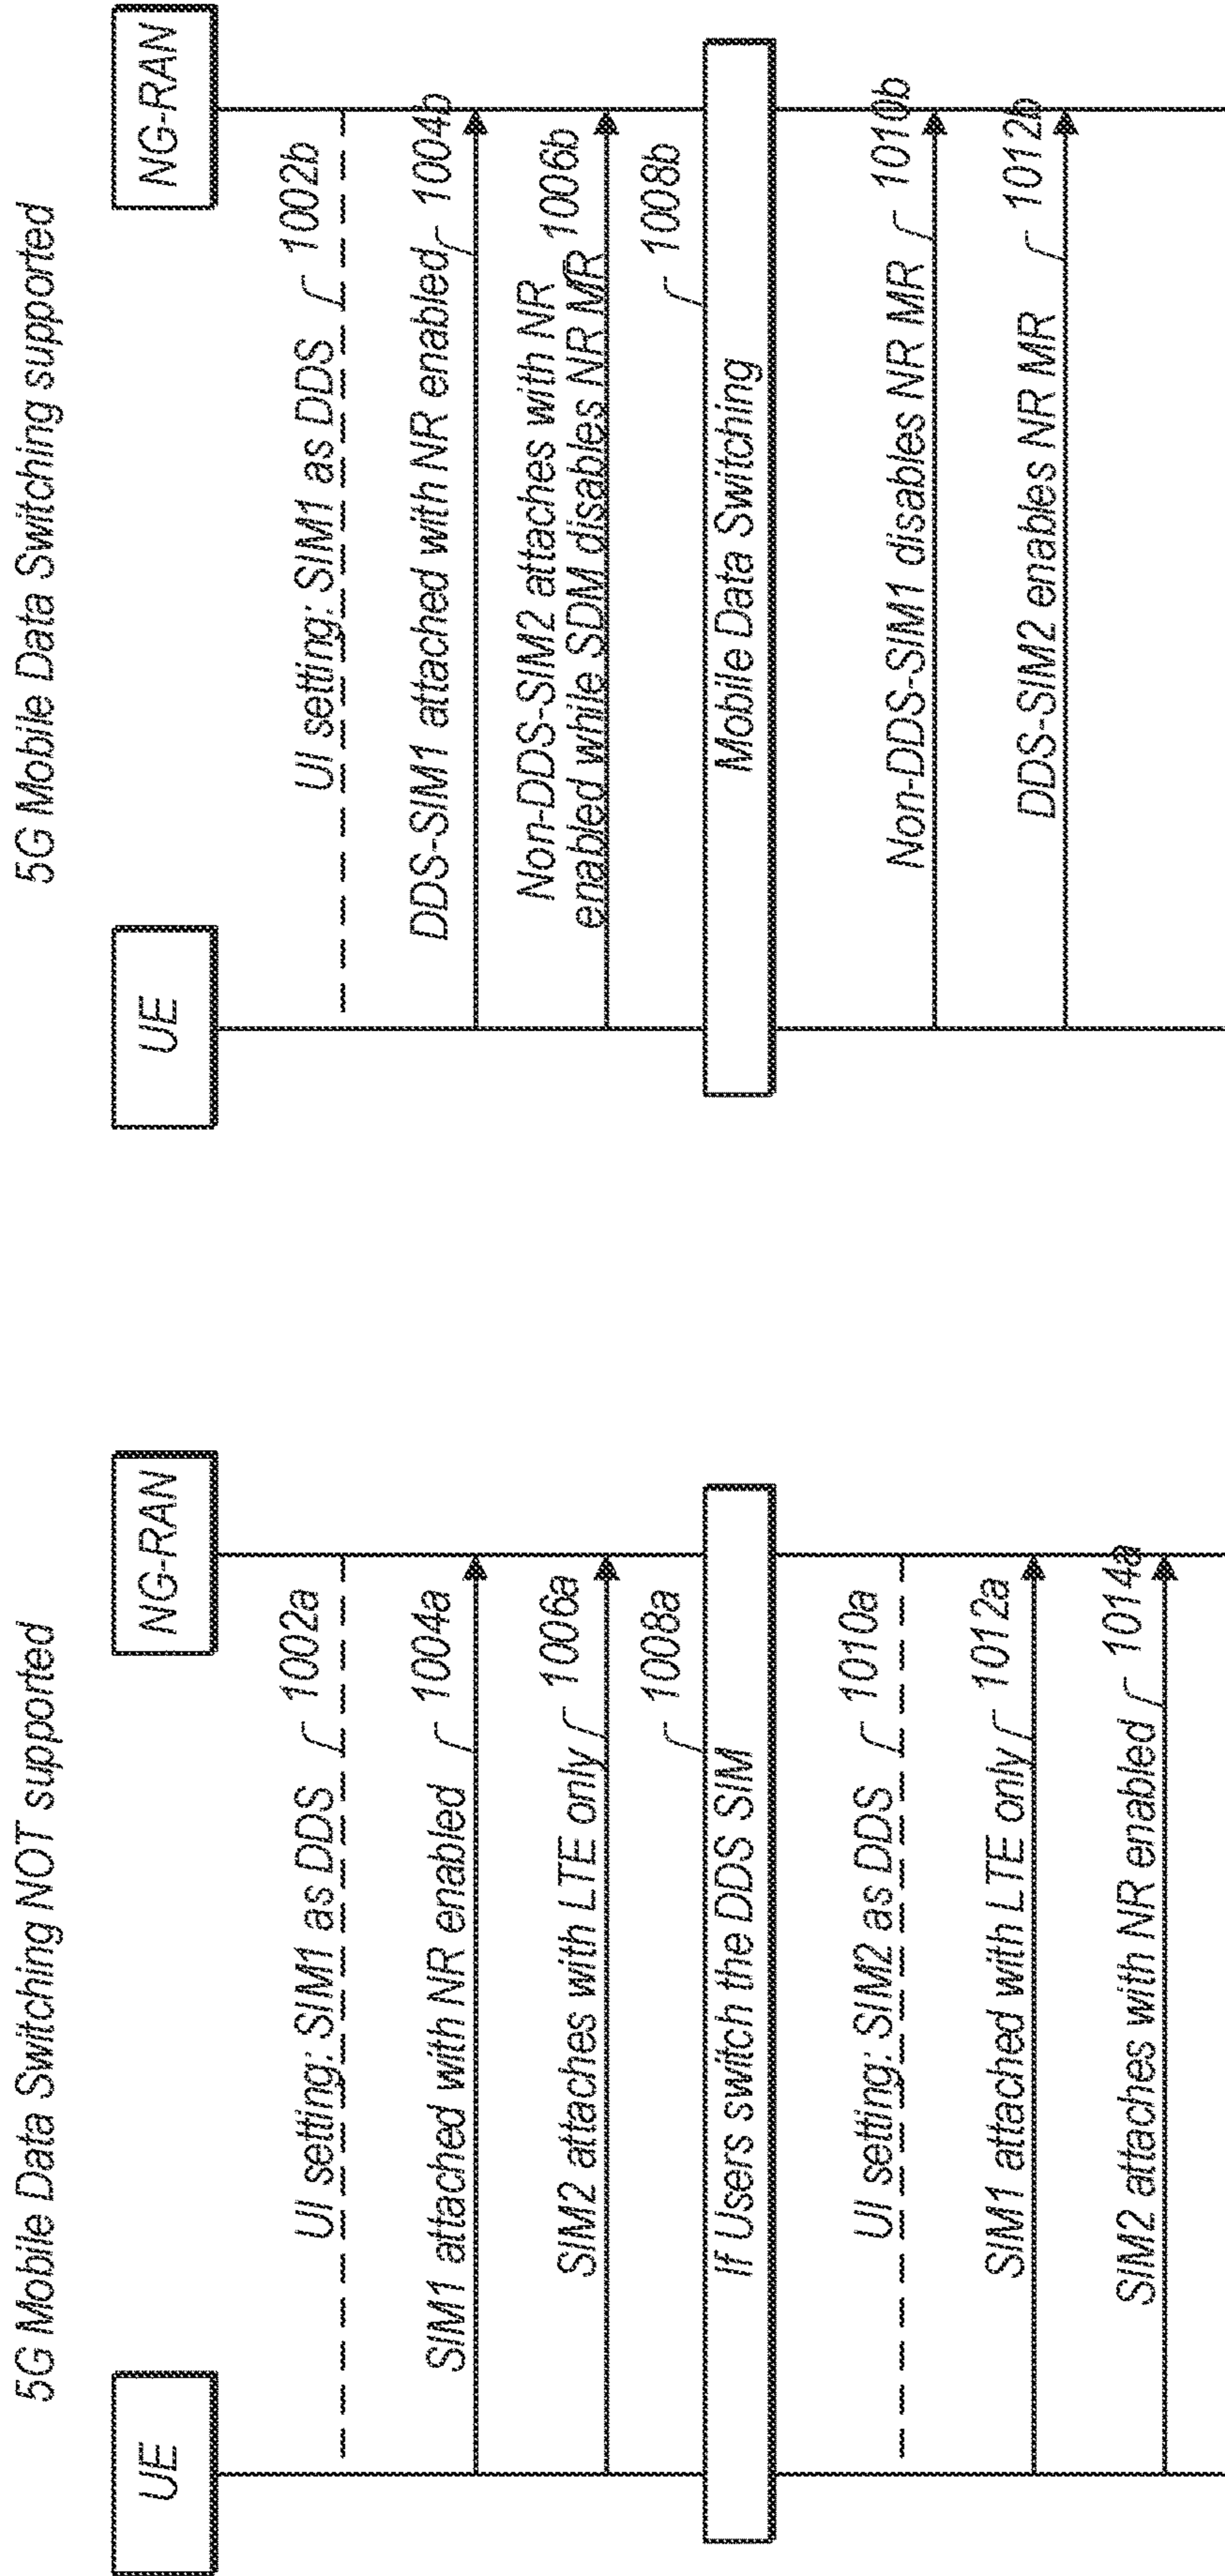 5G Mobile Data Switching NOT supported
UE
NG-RAN
UI setting: SIM1 as DDS 1002a
SIM1 attached with NR enabled 1004a
SIM2 attaches with LTE only 1006a
1008a
If Users switch the DDS SIM
UI setting: SIM2 as DDS 1010a
SIM1 attached with LTE only 1012a
SIM2 attaches with NR enabled 1014a
5G Mobile Data Switching supported
UE
NG-RAN
UI setting: SIM1 as DDS 1002b
DDS-SIM1 attached with NR enabled 1004b
Non-DDS-SIM2 attaches with NR
enabled while SDM disables NR MR 1006b
1008b
Mobile Data Switching
Non-DDS-SIM1 disables NR MR 1010b
DDS-SIM2 enables NR MR 1012b